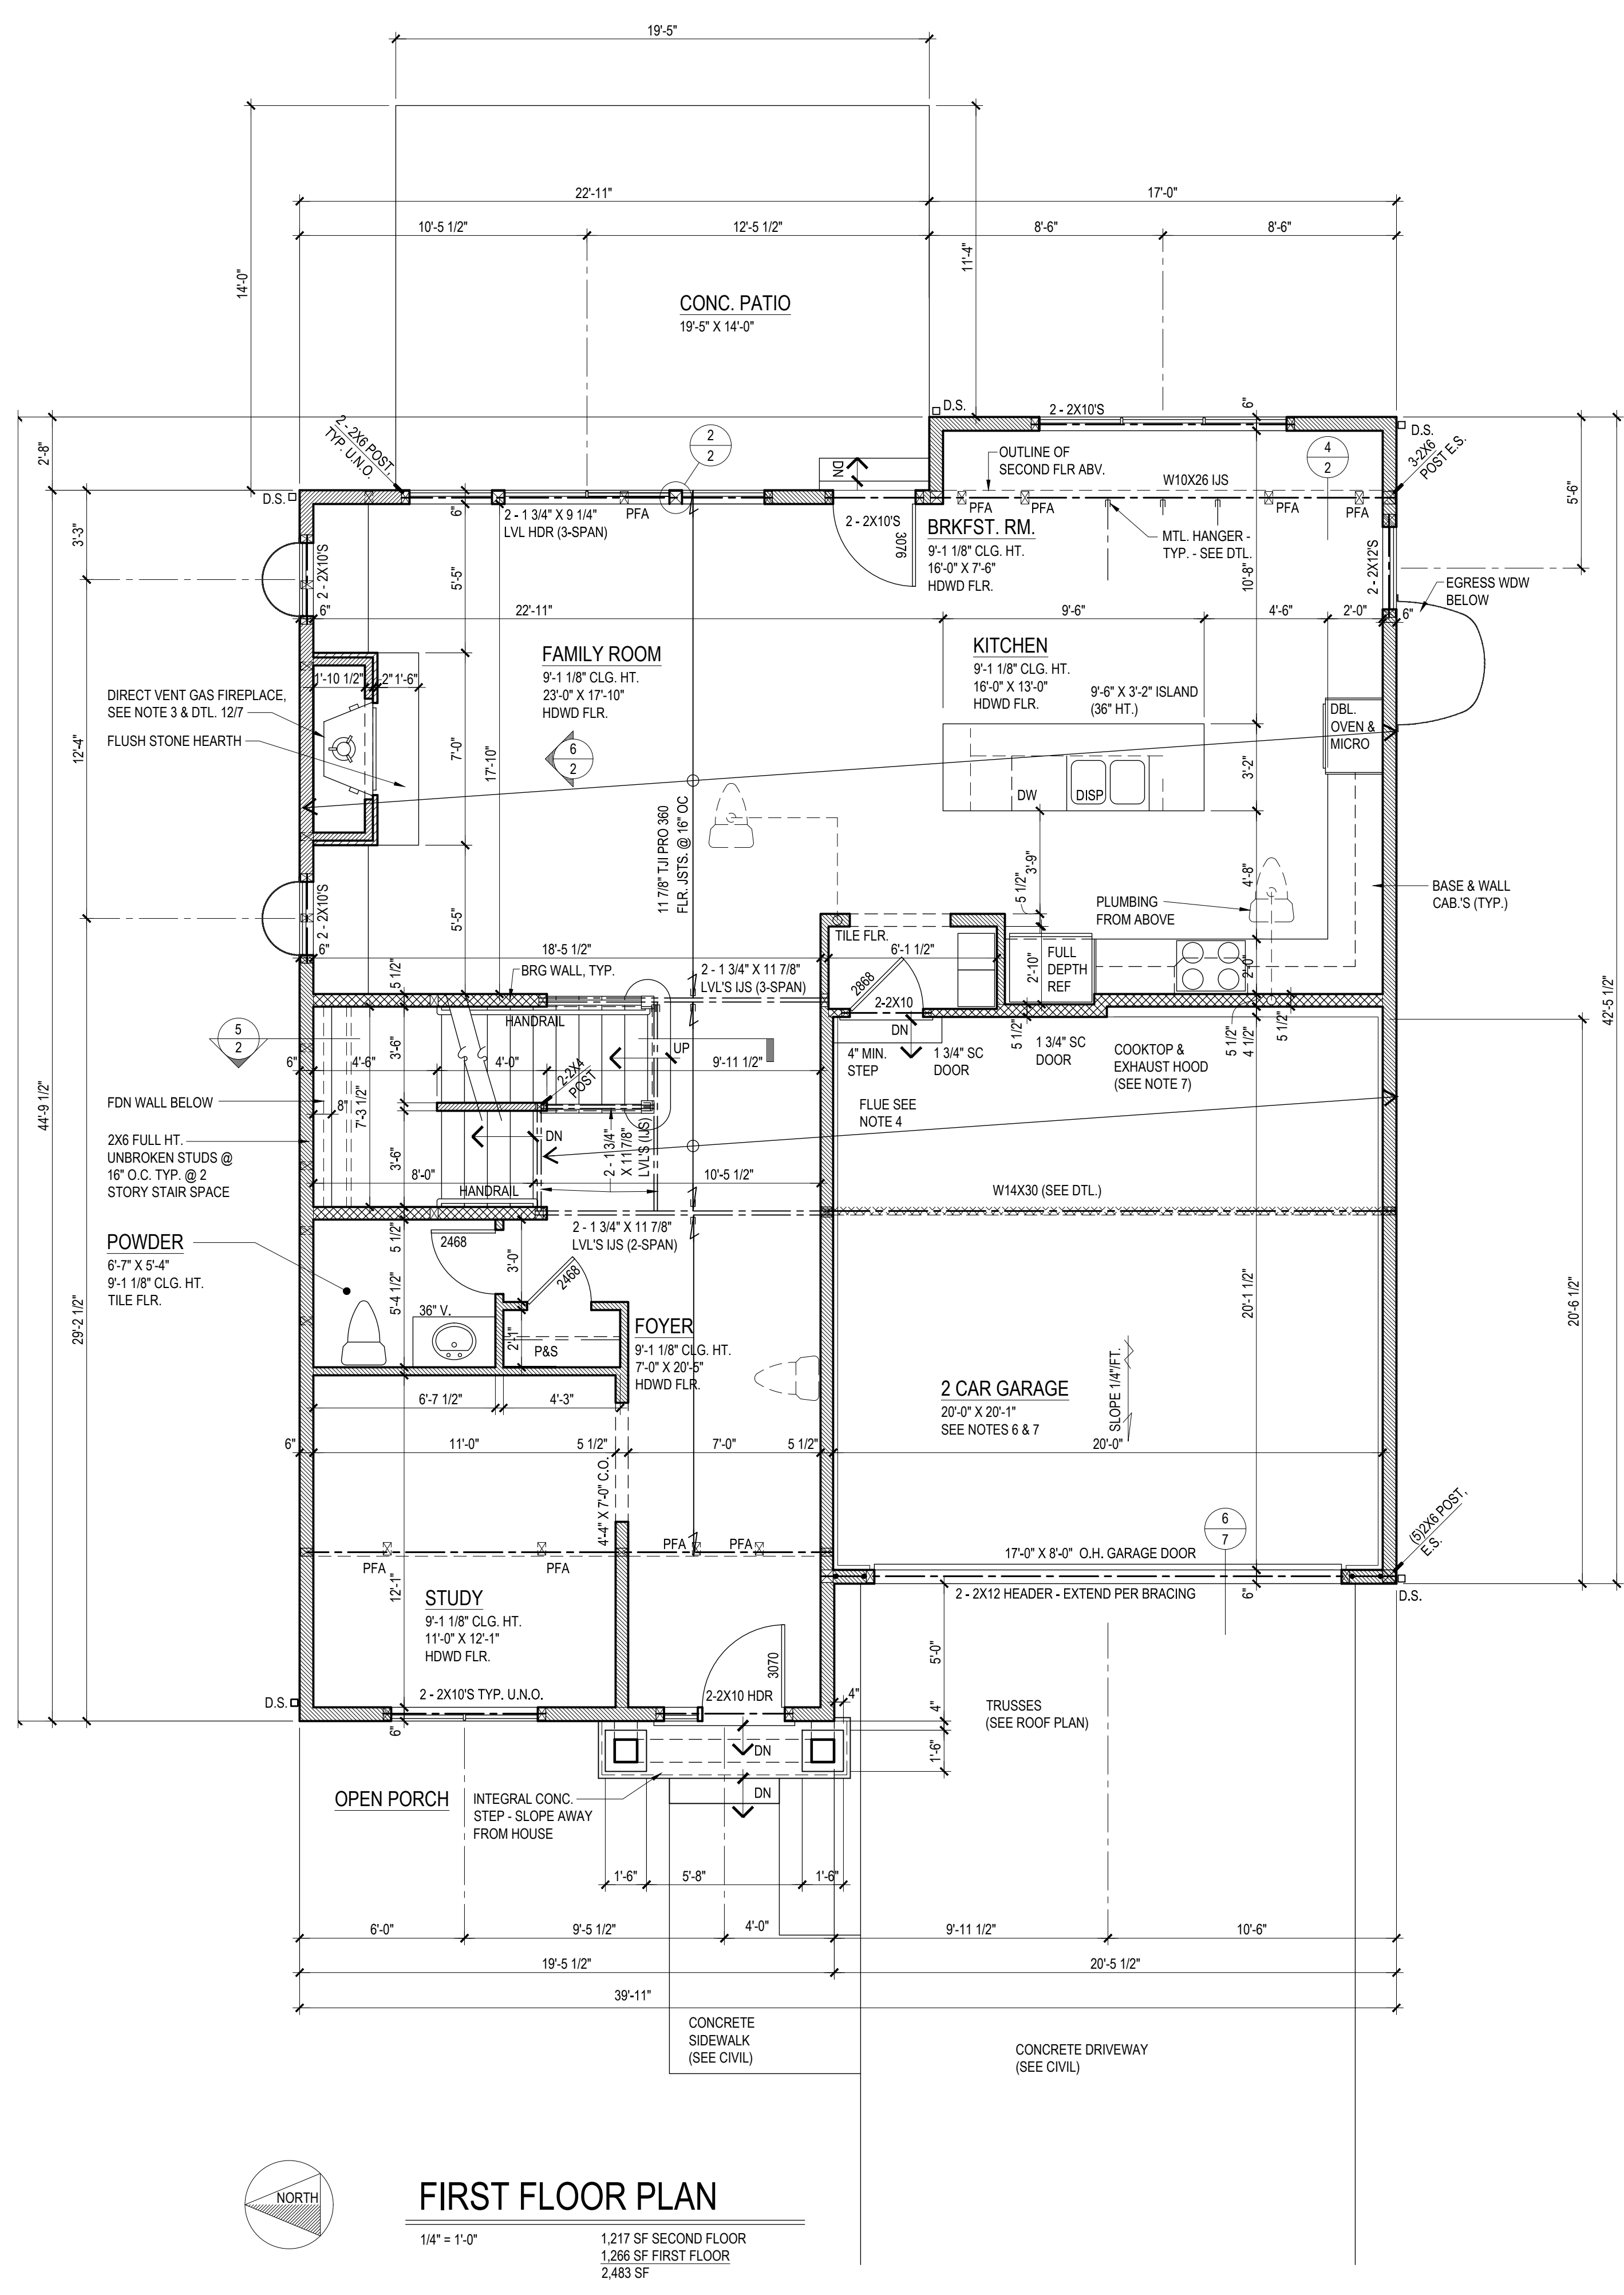 19'-5"
22'-11"
17'-0"
10'-5 1/2"
12'-5 1/2"
8'-6"
8'-6"
14'-0"
11'-4"
CONC. PATIO
19'-5" X 14'-0"
D.S.
2 - 2X10'S
6"
D.S.
2'-8"
2 - 2X6 POST,
TYP. U.N.O.
2
2
DN
OUTLINE OF
SECOND FLR ABV.
4
2
3-2X6
POST E.S.
W10X26 IJS
D.S.
6"
2 - 1 3/4" X 9 1/4"
LVL HDR (3-SPAN)
PFA
2 - 2X10'S
3076
PFA
PFA
PFA
PFA
BRKFST. RM.
9'-1 1/8" CLG. HT.
16'-0" X 7'-6"
HDWD FLR.
MTL. HANGER -
TYP. - SEE DTL.
5'-6"
3'-3"
2 - 2X10'S
5'-5"
10'-8"
2 - 2X12'S
EGRESS WDW
BELOW
6"
22'-11"
9'-6"
4'-6"
2'-0"
6"
FAMILY ROOM
9'-1 1/8" CLG. HT.
23'-0" X 17'-10"
HDWD FLR.
KITCHEN
9'-1 1/8" CLG. HT.
16'-0" X 13'-0"
HDWD FLR.
9'-6" X 3'-2" ISLAND
(36" HT.)
DIRECT VENT GAS FIREPLACE,
SEE NOTE 3 & DTL. 12/7
FLUSH STONE HEARTH
1'-10 1/2"
2"
1'-6"
DBL.
OVEN &
MICRO
12'-4"
7'-0"
17'-10"
6
2
3'-2"
DW
DISP
11 7/8" TJI PRO 360
FLR. JSTS. @ 16" OC
42'-5 1/2"
3'-9"
5 1/2"
4'-8"
2 - 2X10'S
5'-5"
PLUMBING
FROM ABOVE
BASE & WALL
CAB.'S (TYP.)
TILE FLR.
6"
18'-5 1/2"
6'-1 1/2"
FULL
DEPTH
REF
2'-10"
2'-0"
5 1/2"
BRG WALL, TYP.
2 - 1 3/4" X 11 7/8"
LVL'S IJS (3-SPAN)
2868
2-2X10
DN
HANDRAIL
5
2
UP
4" MIN.
STEP
1 3/4" SC
DOOR
5 1/2"
1 3/4" SC
DOOR
COOKTOP &
EXHAUST HOOD
(SEE NOTE 7)
5 1/2"
4 1/2"
5 1/2"
6"
4'-6"
3'-6"
4'-0"
2-2X4
POST
9'-11 1/2"
FDN WALL BELOW
8"
7'-3 1/2"
FLUE SEE
NOTE 4
44'-9 1/2"
2X6 FULL HT.
UNBROKEN STUDS @
16" O.C. TYP. @ 2
STORY STAIR SPACE
DN
3'-6"
8'-0"
2 - 1 3/4"
X 11 7/8"
LVL'S (IJS)
10'-5 1/2"
HANDRAIL
W14X30 (SEE DTL.)
2 - 1 3/4" X 11 7/8"
LVL'S IJS (2-SPAN)
POWDER
6'-7" X 5'-4"
9'-1 1/8" CLG. HT.
TILE FLR.
5 1/2"
2468
3'-0"
2468
5'-4 1/2"
36" V.
2'-1"
P&S
29'-2 1/2"
20'-1 1/2"
20'-6 1/2"
FOYER
9'-1 1/8" CLG. HT.
7'-0" X 20'-5"
HDWD FLR.
2 CAR GARAGE
20'-0" X 20'-1"
SEE NOTES 6 & 7
SLOPE 1/4"/FT.
6'-7 1/2"
4'-3"
6"
11'-0"
5 1/2"
7'-0"
5 1/2"
20'-0"
4'-4" X 7'-0" C.O.
PFA
PFA
PFA
PFA
6
7
(5)2X6 POST,
E.S.
17'-0" X 8'-0" O.H. GARAGE DOOR
2 - 2X12 HEADER - EXTEND PER BRACING
6"
D.S.
12'-1"
STUDY
9'-1 1/8" CLG. HT.
11'-0" X 12'-1"
HDWD FLR.
3070
5'-0"
D.S.
2 - 2X10'S TYP. U.N.O.
2-2X10 HDR
4"
4"
6"
TRUSSES
(SEE ROOF PLAN)
DN
1'-6"
OPEN PORCH
INTEGRAL CONC.
STEP - SLOPE AWAY
FROM HOUSE
DN
1'-6"
5'-8"
1'-6"
6'-0"
9'-5 1/2"
4'-0"
9'-11 1/2"
10'-6"
19'-5 1/2"
20'-5 1/2"
39'-11"
CONCRETE
SIDEWALK
(SEE CIVIL)
CONCRETE DRIVEWAY
(SEE CIVIL)
NORTH
FIRST FLOOR PLAN
1/4" = 1'-0"
1,217 SF SECOND FLOOR
1,266 SF FIRST FLOOR
2,483 SF